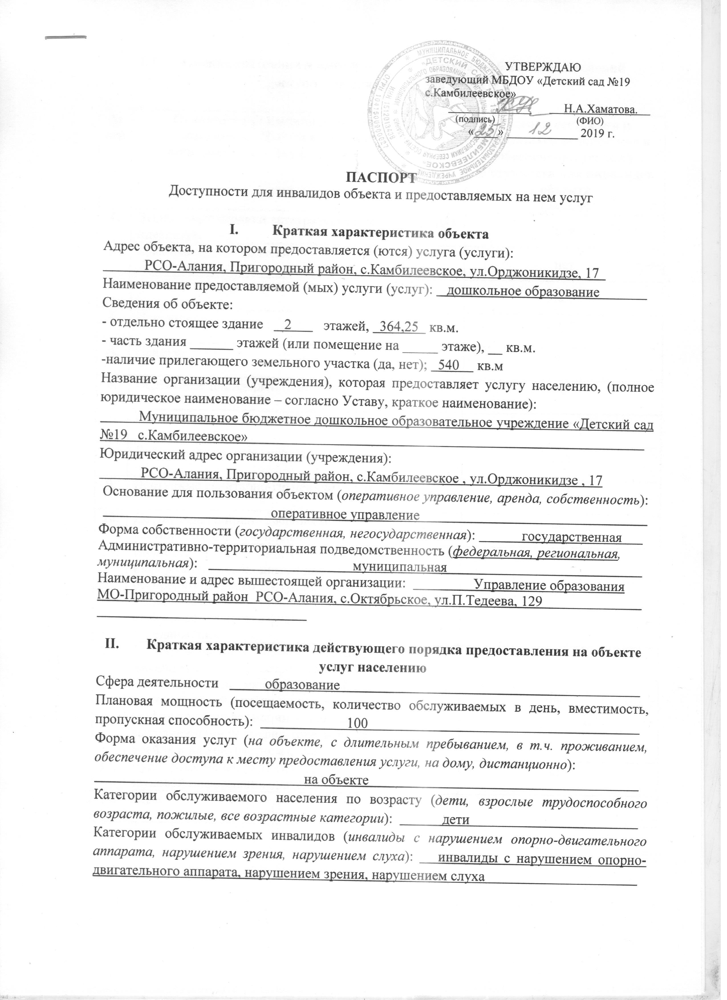 УТВЕРЖДАЮ
заведующий МБДОУ «Детский сад №19
с.Камбилеевское»
Н.А.Хаматова.
(подпись) (ФИО)
«25» 12 2019 г.
ПАСПОРТ
Доступности для инвалидов объекта и предоставляемых на нем услуг
I. Краткая характеристика объекта
Адрес объекта, на котором предоставляется (ются) услуга (услуги):
РСО-Алания, Пригородный район, с.Камбилеевское, ул.Орджоникидзе, 17
Наименование предоставляемой (мых) услуги (услуг): дошкольное образование
Сведения об объекте:
- отдельно стоящее здание 2 этажей, 364,25 кв.м.
- часть здания ______ этажей (или помещение на _____ этаже), __ кв.м.
-наличие прилегающего земельного участка (да, нет); 540 кв.м
Название организации (учреждения), которая предоставляет услугу населению, (полное
юридическое наименование – согласно Уставу, краткое наименование):
Муниципальное бюджетное дошкольное образовательное учреждение «Детский сад
№19 с.Камбилеевское»
Юридический адрес организации (учреждения):
РСО-Алания, Пригородный район, с.Камбилеевское , ул.Орджоникидзе , 17
Основание для пользования объектом (оперативное управление, аренда, собственность):
оперативное управление
Форма собственности (государственная, негосударственная): государственная
Административно-территориальная подведомственность (федеральная, региональная,
муниципальная): муниципальная
Наименование и адрес вышестоящей организации: Управление образования
МО-Пригородный район РСО-Алания, с.Октябрьское, ул.П.Тедеева, 129
II. Краткая характеристика действующего порядка предоставления на объекте
услуг населению
Сфера деятельности образование
Плановая мощность (посещаемость, количество обслуживаемых в день, вместимость,
пропускная способность): 100
Форма оказания услуг (на объекте, с длительным пребыванием, в т.ч. проживанием,
обеспечение доступа к месту предоставления услуги, на дому, дистанционно):
на объекте
Категории обслуживаемого населения по возрасту (дети, взрослые трудоспособного
возраста, пожилые, все возрастные категории): дети
Категории обслуживаемых инвалидов (инвалиды с нарушением опорно-двигательного
аппарата, нарушением зрения, нарушением слуха): инвалиды с нарушением опорно-
двигательного аппарата, нарушением зрения, нарушением слуха